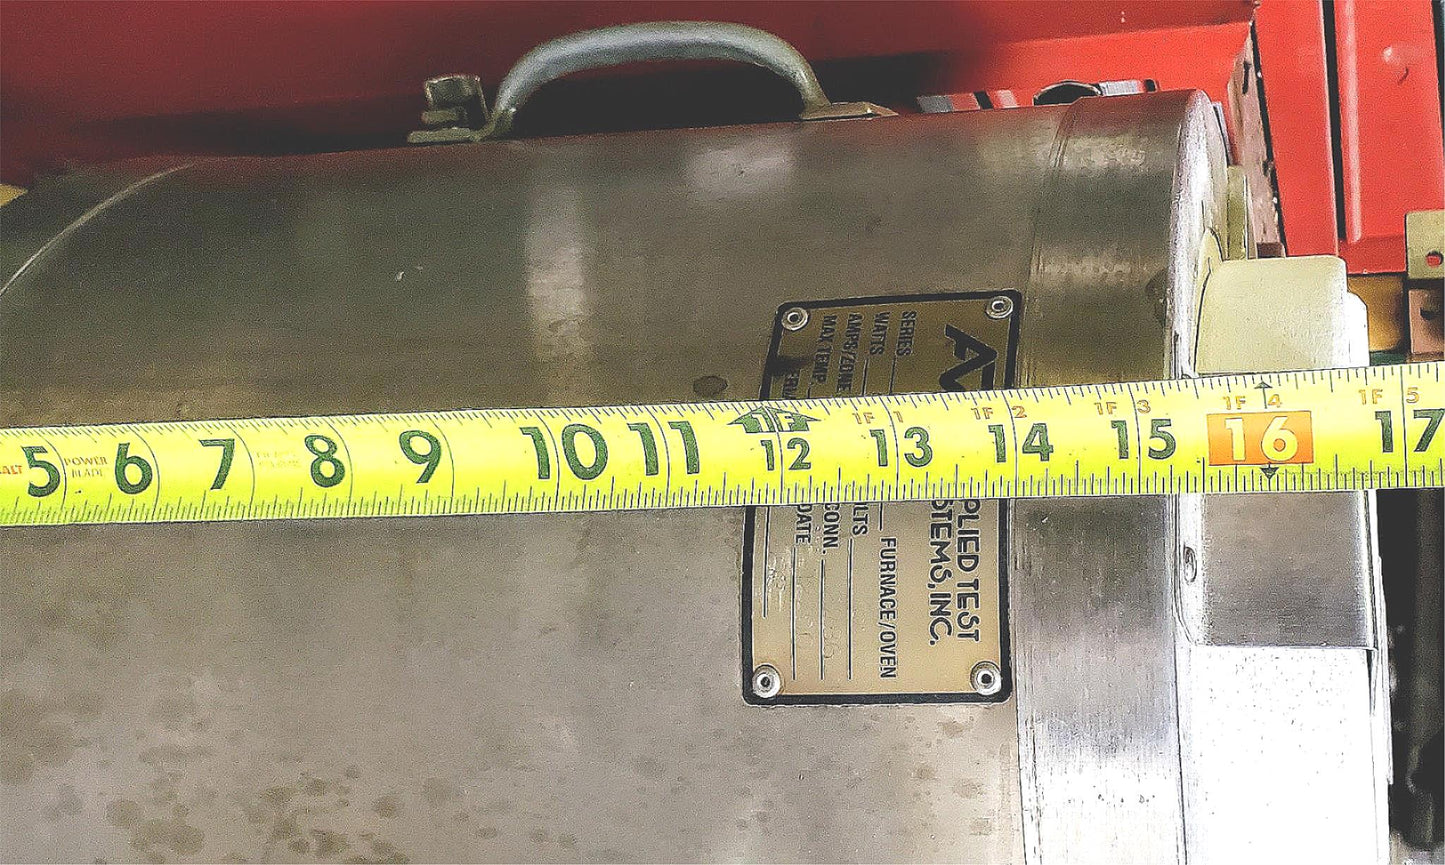 5 6 7 8 9 10 11 12 13 14 15 16 17
POWER
BLADE
1F
1F 1
1F 2
1F 3
1F 4
1F 5
PLIED TEST
STEMS, INC.
FURNACE/OVEN
SERIES
WATTS
LTS
AMPS/ZONE
CONN.
MAX TEMP.
DATE